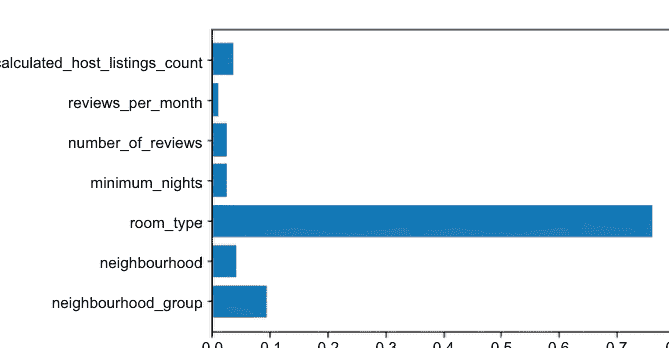 calculated_host_listings_count
reviews_per_month
number_of_reviews
minimum_nights
room_type
neighbourhood
neighbourhood_group
0.0 0.1 0.2 0.3 0.4 0.5 0.6 0.7